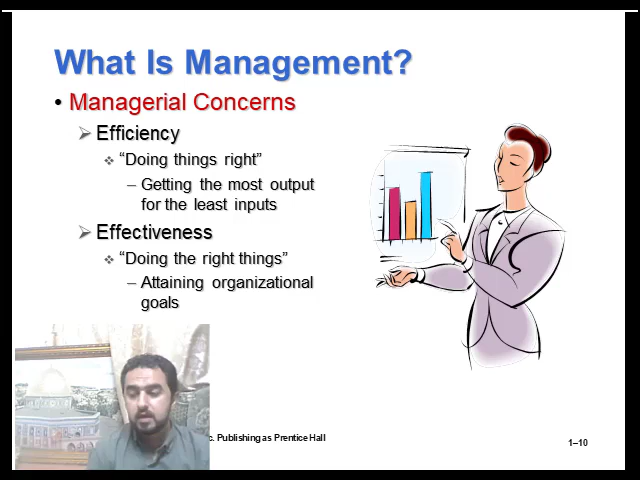 What Is Management?
• Managerial Concerns
➢ Efficiency
❖ “Doing things right”
– Getting the most output
for the least inputs
➢ Effectiveness
❖ “Doing the right things”
– Attaining organizational
goals
c. Publishing as Prentice Hall
1–10